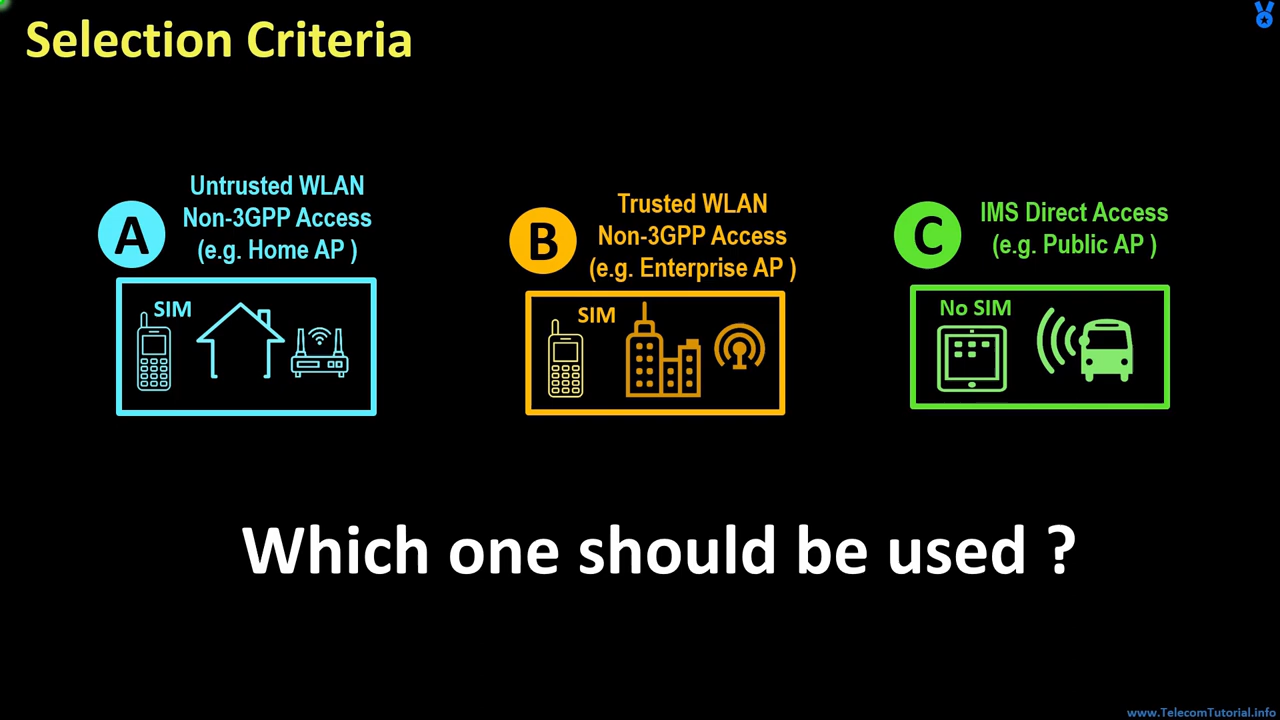 Selection Criteria
A
Untrusted WLAN
Non-3GPP Access
(e.g. Home AP )
SIM
B
Trusted WLAN
Non-3GPP Access
(e.g. Enterprise AP )
SIM
C
IMS Direct Access
(e.g. Public AP )
No SIM
Which one should be used ?
www.TelecomTutorial.info